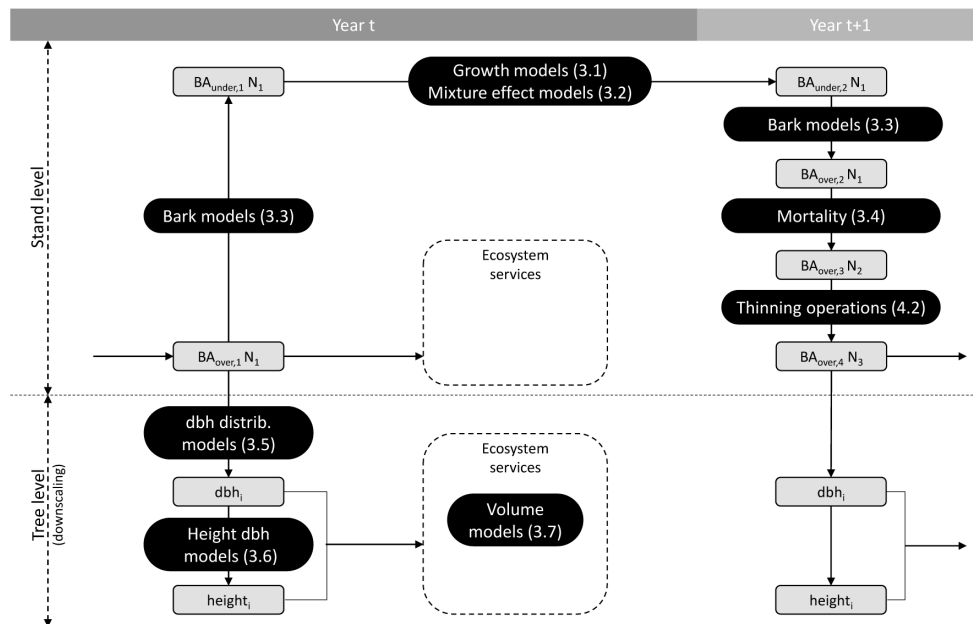 Year t
Year t+1
Stand level
BA_under,1 N_1
Growth models (3.1)
Mixture effect models (3.2)
BA_under,2 N_1
Bark models (3.3)
BA_over,2 N_1
Bark models (3.3)
Mortality (3.4)
Ecosystem
services
BA_over,3 N_2
Thinning operations (4.2)
BA_over,1 N_1
BA_over,4 N_3
Tree level
(downscaling)
dbh distrib.
models (3.5)
Ecosystem
services
dbh_i
dbh_i
Volume
models (3.7)
Height dbh
models (3.6)
height_i
height_i